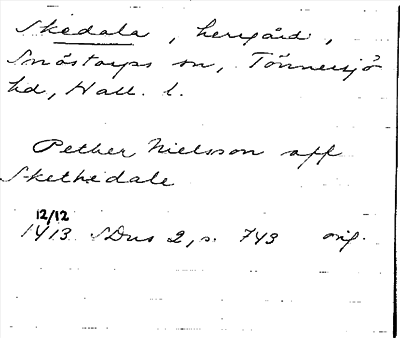 Skedala, herrgård,
Snöstorps sn, Tönnersjö
hd, Hall. l.
Pether Nielsson aff
Skethedale
12/12
1413 SDns 2, s. 743 orig.